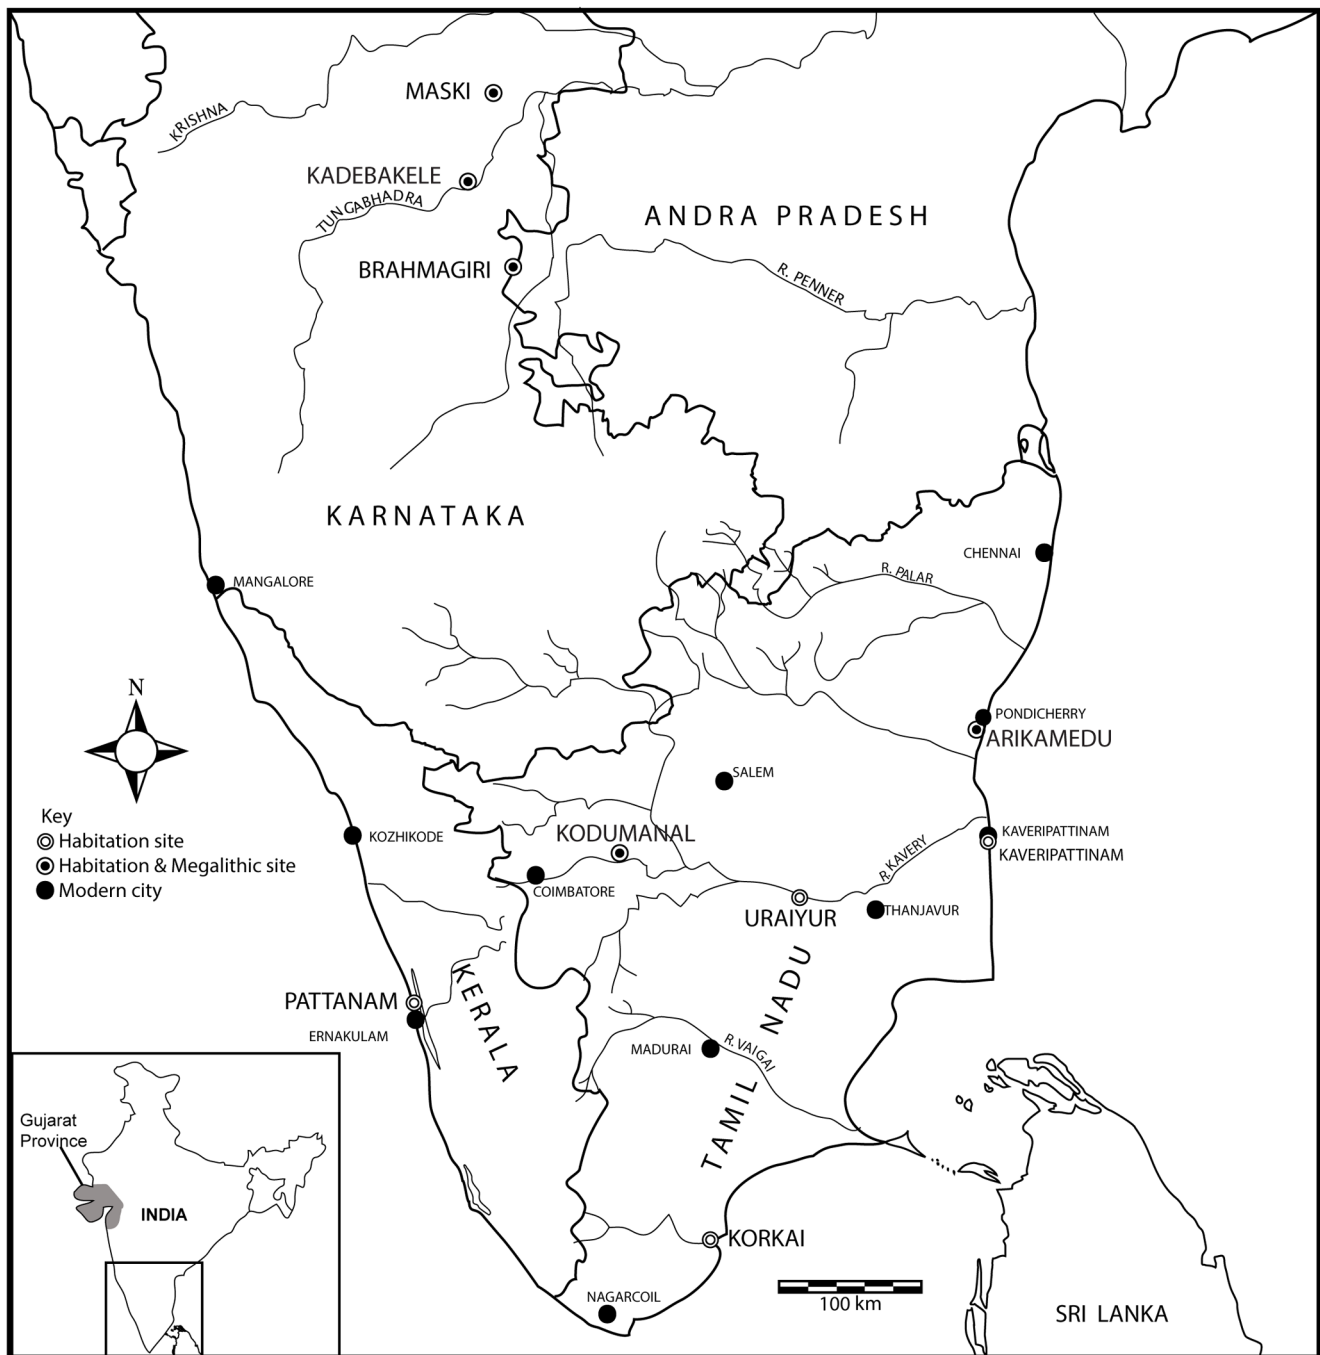 MASKI
KRISHNA
KADEBAKELE
TUNGABHADRA
ANDRA PRADESH
BRAHMAGIRI
R. PENNER
KARNATAKA
CHENNAI
R. PALAR
MANGALORE
N
PONDICHERRY
ARIKAMEDU
SALEM
Key
Habitation site
Habitation & Megalithic site
Modern city
KOZHIKODE
KODUMANAL
KAVERIPATTINAM
KAVERIPATTINAM
R. KAVERY
COIMBATORE
URAIYUR
THANJAVUR
PATTANAM
ERNAKULAM
KERALA
TAMIL NADU
MADURAI
R. VAIGAI
Gujarat
Province
INDIA
KORKAI
NAGARCOIL
100 km
SRI LANKA